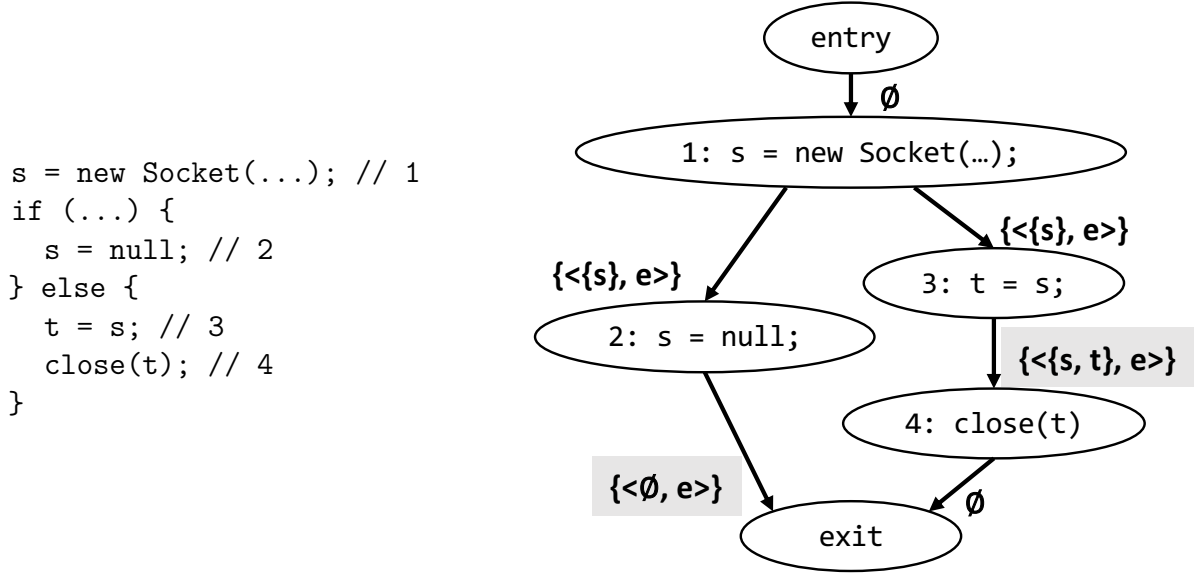 s = new Socket(...); // 1
if (...) {
  s = null; // 2
} else {
  t = s; // 3
  close(t); // 4
}
entry
Ø
1: s = new Socket(…);
{<{s}, e>}
{<{s}, e>}
3: t = s;
2: s = null;
{<{s, t}, e>}
4: close(t)
{<Ø, e>}
Ø
exit